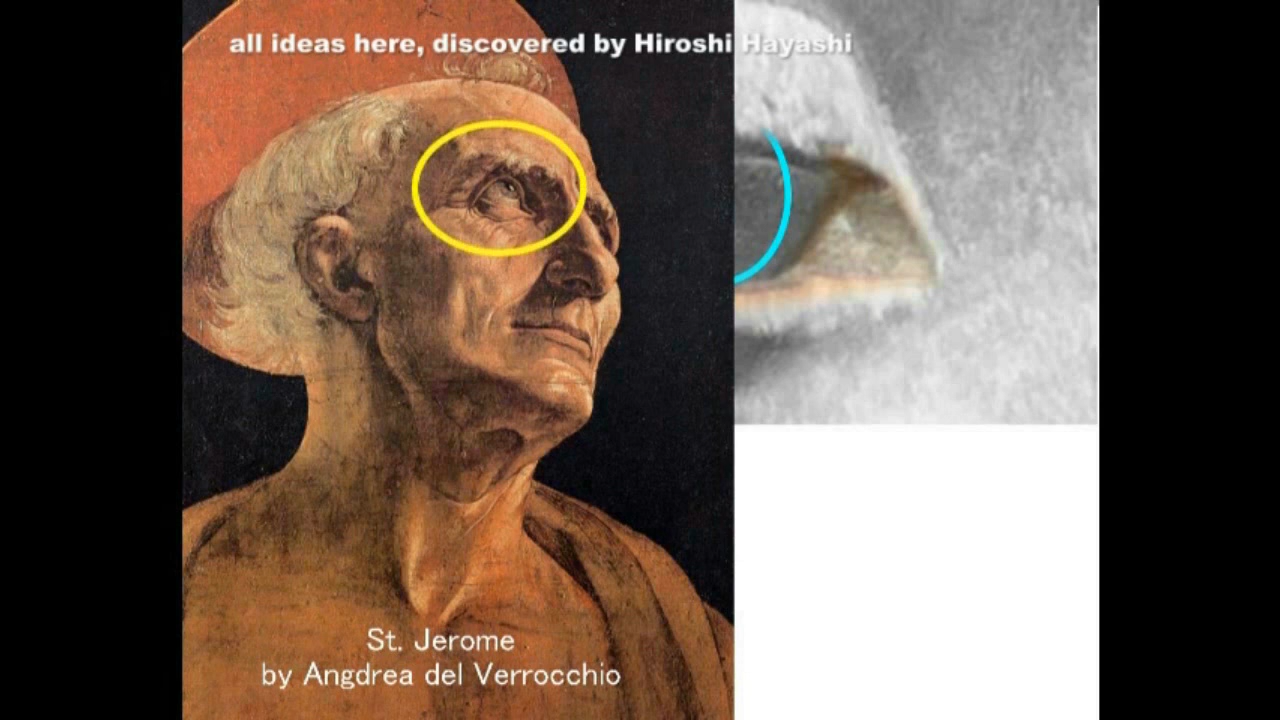 all ideas here, discovered by Hiroshi Hayashi
St. Jerome
by Angdrea del Verrocchio